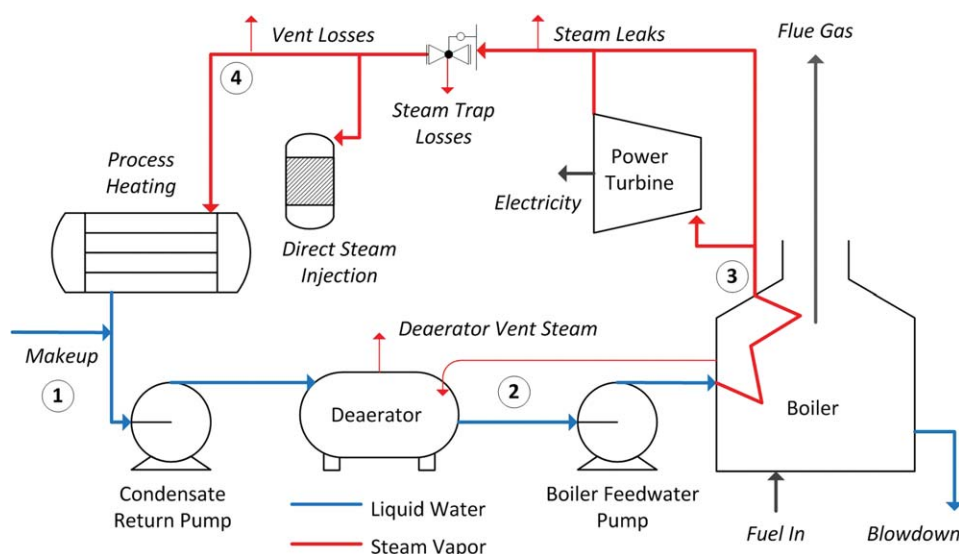 Vent Losses
Steam Leaks
Flue Gas
4
Steam Trap
Losses
Process
Heating
Power
Turbine
Electricity
Direct Steam
Injection
3
Makeup
Deaerator Vent Steam
1
2
Deaerator
Boiler
Condensate
Return Pump
Liquid Water
Steam Vapor
Boiler Feedwater
Pump
Fuel In
Blowdown